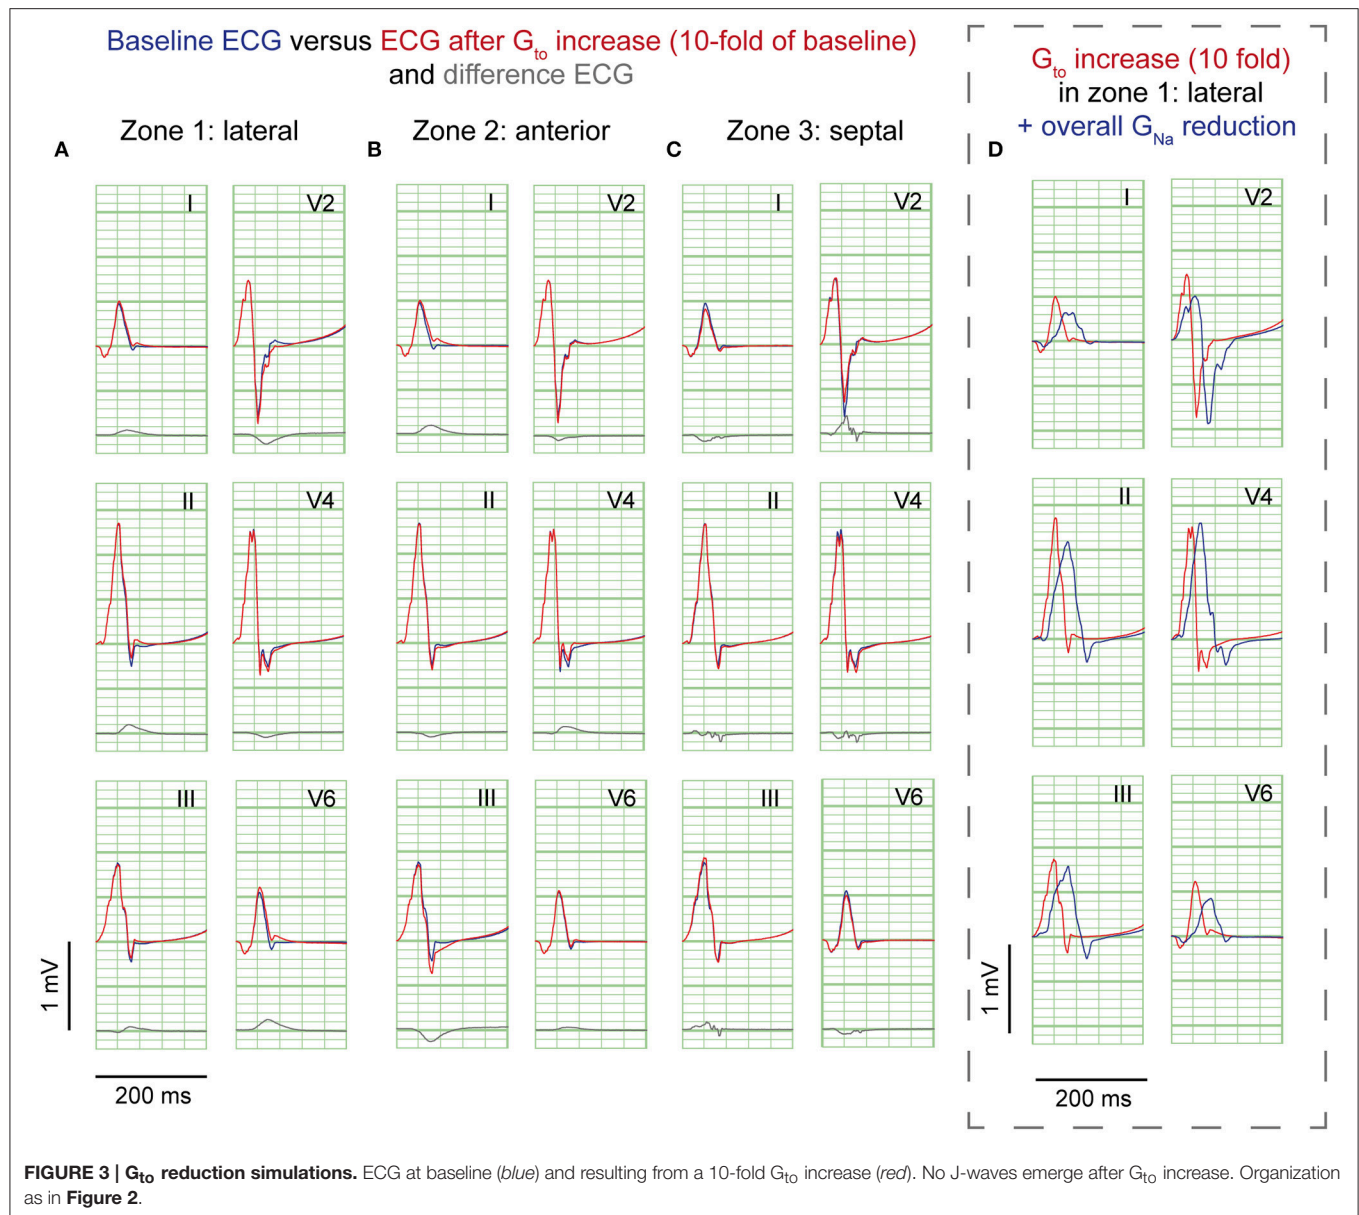 Baseline ECG versus ECG after Gto increase (10-fold of baseline)
and difference ECG
Gto increase (10 fold)
in zone 1: lateral
+ overall GNa reduction
A
Zone 1: lateral
B
Zone 2: anterior
C
Zone 3: septal
D
I
V2
I
V2
I
V2
I
V2
II
V4
II
V4
II
V4
II
V4
III
V6
III
V6
III
V6
III
V6
1 mV
1 mV
200 ms
200 ms
FIGURE 3 | Gto reduction simulations. ECG at baseline (blue) and resulting from a 10-fold Gto increase (red). No J-waves emerge after Gto increase. Organization
as in Figure 2.